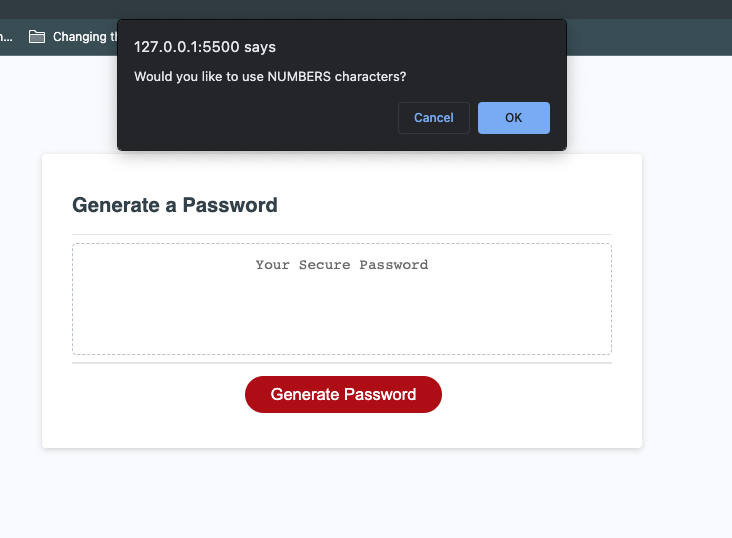 Changing th
127.0.0.1:5500 says
Would you like to use NUMBERS characters?
Cancel
OK
Generate a Password
Your Secure Password
Generate Password